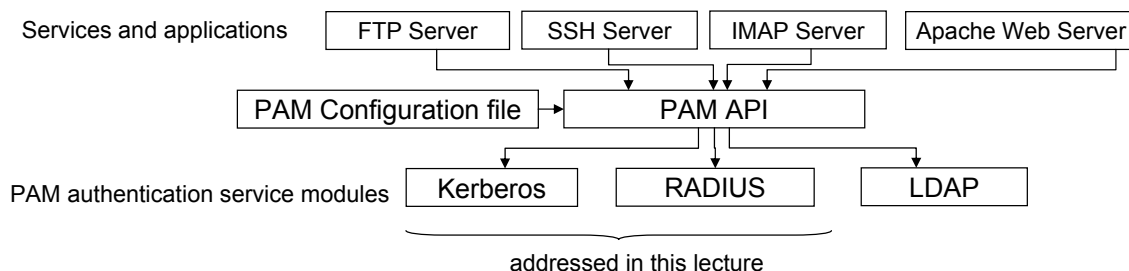 Services and applications
FTP Server
SSH Server
IMAP Server
Apache Web Server
PAM Configuration file
PAM API
PAM authentication service modules
Kerberos
RADIUS
LDAP
addressed in this lecture